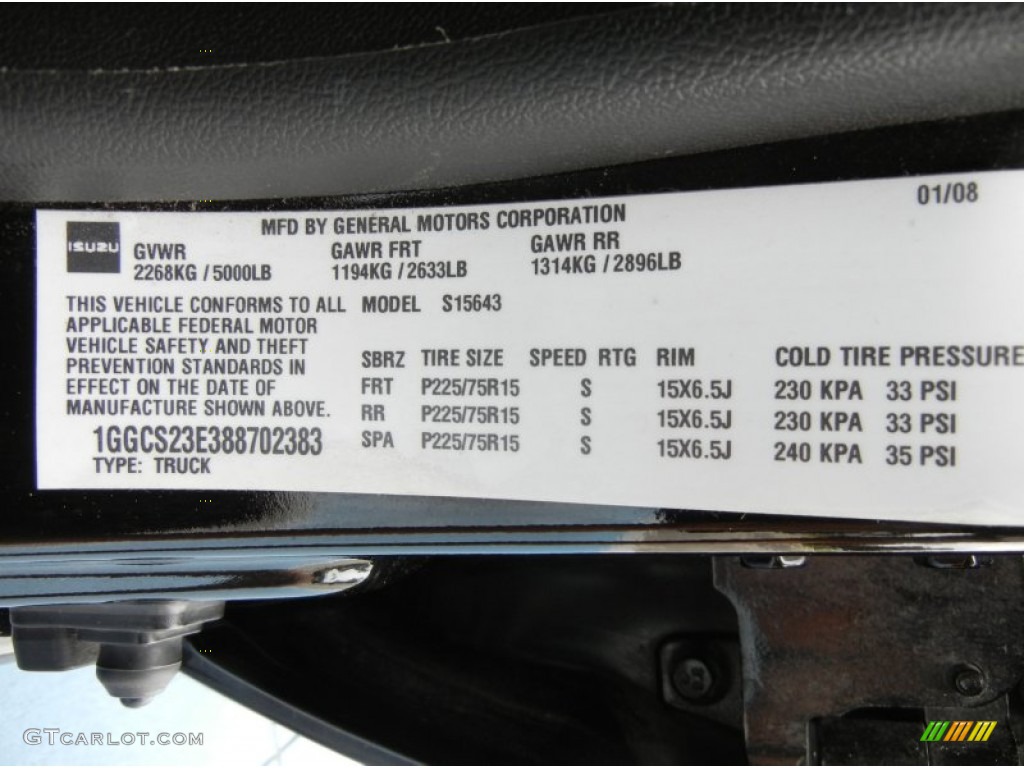 01/08
MFD BY GENERAL MOTORS CORPORATION
ISUZU
GVWR GAWR FRT GAWR RR
2268KG / 5000LB 1194KG / 2633LB 1314KG / 2896LB
THIS VEHICLE CONFORMS TO ALL
APPLICABLE FEDERAL MOTOR
VEHICLE SAFETY AND THEFT
PREVENTION STANDARDS IN
EFFECT ON THE DATE OF
MANUFACTURE SHOWN ABOVE.
1GGCS23E388702383
TYPE: TRUCK
MODEL S15643
SBRZ TIRE SIZE SPEED RTG RIM COLD TIRE PRESSURE
FRT P225/75R15 S 15X6.5J 230 KPA 33 PSI
RR P225/75R15 S 15X6.5J 230 KPA 33 PSI
SPA P225/75R15 S 15X6.5J 240 KPA 35 PSI
GTCarlot.com